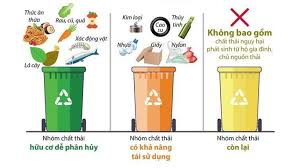 Thức ăn
thừa
Rau, củ, quả
Xác động vật
Lá cây
Kim loại
Cao
su
Thủy
tinh
Nhựa
Giấy
Nylon
Không bao gồm
chất thải nguy hại
phát sinh từ hộ gia đình,
chủ nguồn thải
Nhóm chất thải
hữu cơ dễ phân hủy
Nhóm chất thải
có khả năng
tái sử dụng
Nhóm chất thải
còn lại